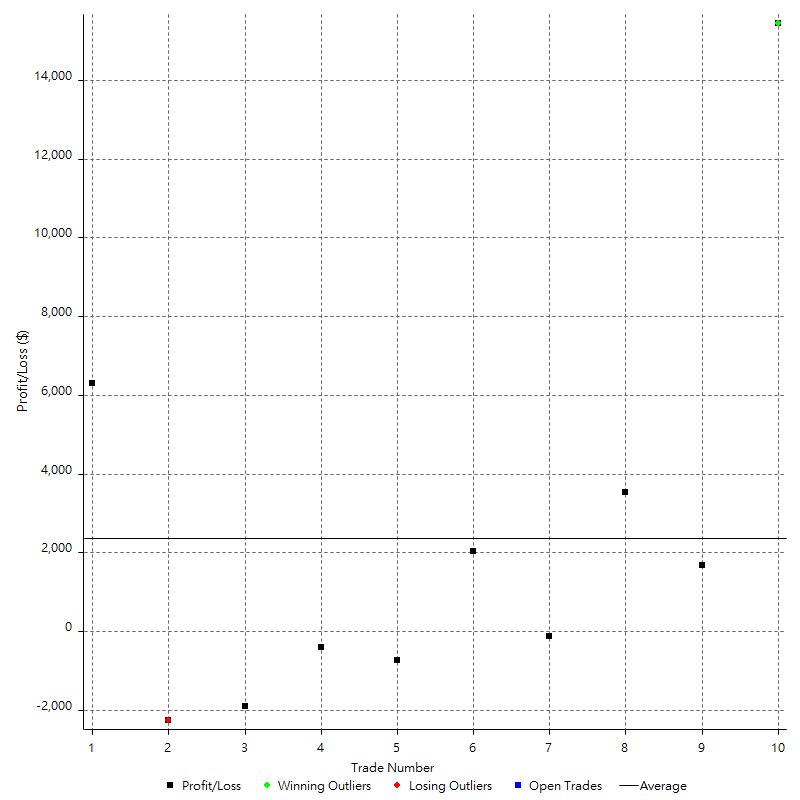 14,000
12,000
10,000
8,000
6,000
4,000
2,000
0
-2,000
Profit/Loss ($)
1 2 3 4 5 6 7 8 9 10
Trade Number
Profit/Loss Winning Outliers Losing Outliers Open Trades Average